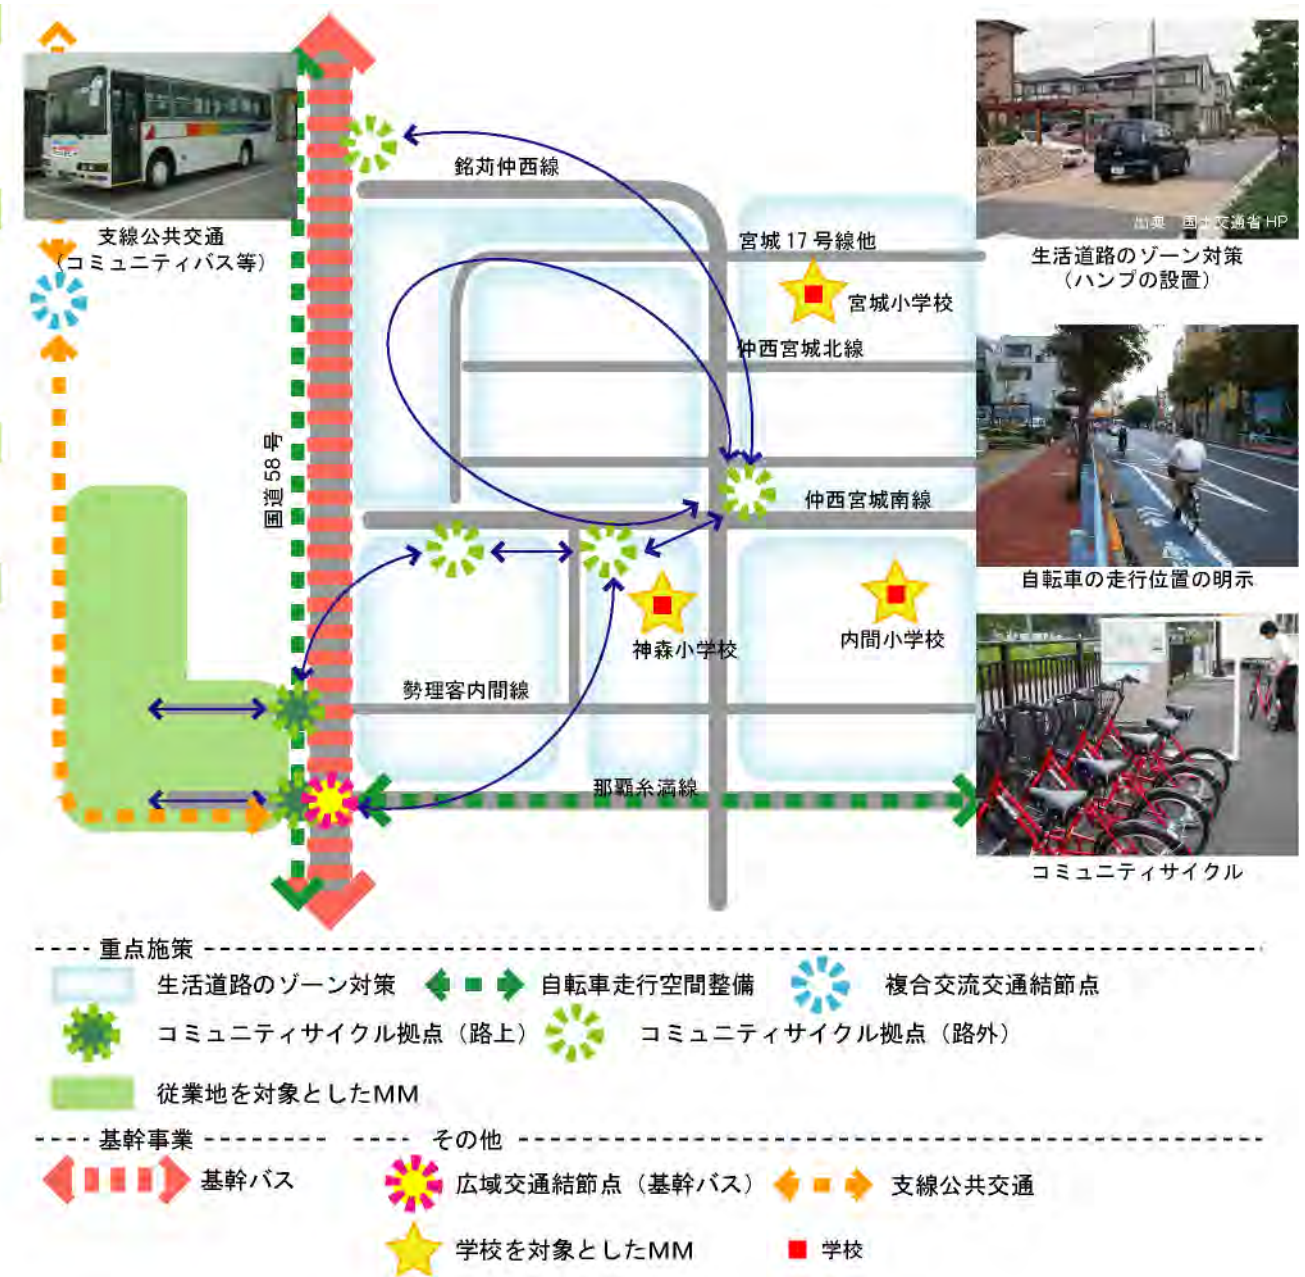 支線公共交通
(コミュニティバス等)
銘苅仲西線
出典 国土交通省HP
生活道路のゾーン対策
(ハンプの設置)
宮城17号線他
宮城小学校
仲西宮城北線
国道58号
仲西宮城南線
自転車の走行位置の明示
神森小学校
内間小学校
勢理客内間線
那覇糸満線
コミュニティサイクル
重点施策
生活道路のゾーン対策
自転車走行空間整備
複合交流交通結節点
コミュニティサイクル拠点(路上)
コミュニティサイクル拠点(路外)
従業地を対象としたMM
基幹事業
その他
基幹バス
広域交通結節点(基幹バス)
支線公共交通
学校を対象としたMM
学校